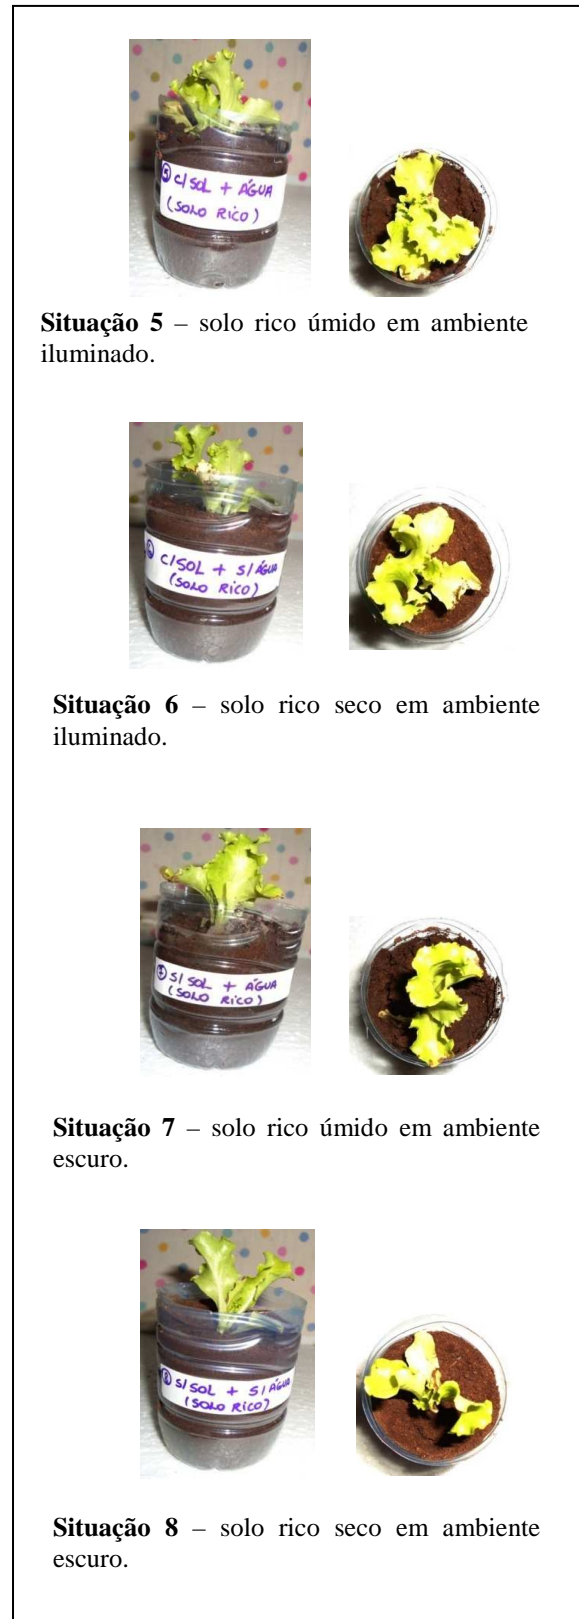 5 C/SOL + ÁGUA
(SOLO RICO)
Situação 5 – solo rico úmido em ambiente
iluminado.
6 C/SOL + S/ÁGUA
(SOLO RICO)
Situação 6 – solo rico seco em ambiente
iluminado.
7 S/SOL + ÁGUA
(SOLO RICO)
Situação 7 – solo rico úmido em ambiente
escuro.
8 S/SOL + S/ÁGUA
(SOLO RICO)
Situação 8 – solo rico seco em ambiente
escuro.